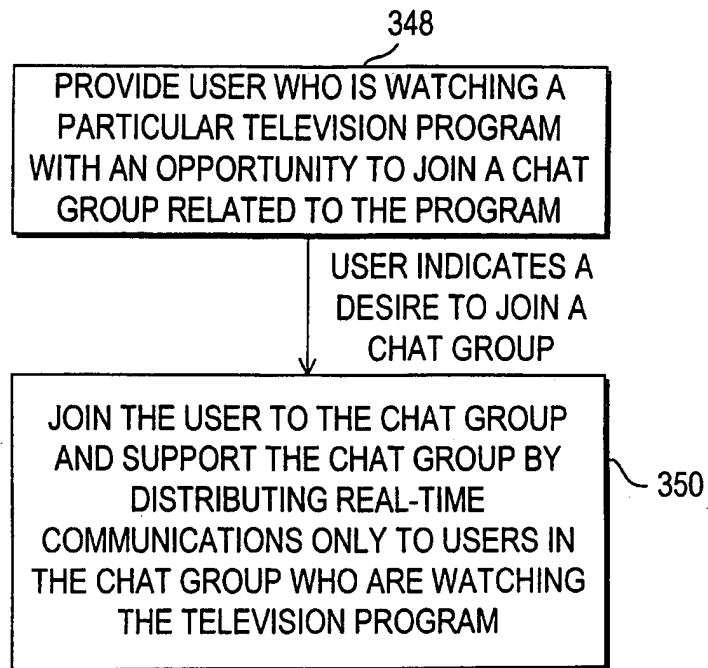 348
PROVIDE USER WHO IS WATCHING A
PARTICULAR TELEVISION PROGRAM
WITH AN OPPORTUNITY TO JOIN A CHAT
GROUP RELATED TO THE PROGRAM
USER INDICATES A
DESIRE TO JOIN A
CHAT GROUP
JOIN THE USER TO THE CHAT GROUP
AND SUPPORT THE CHAT GROUP BY
DISTRIBUTING REAL-TIME
COMMUNICATIONS ONLY TO USERS IN
THE CHAT GROUP WHO ARE WATCHING
THE TELEVISION PROGRAM
350